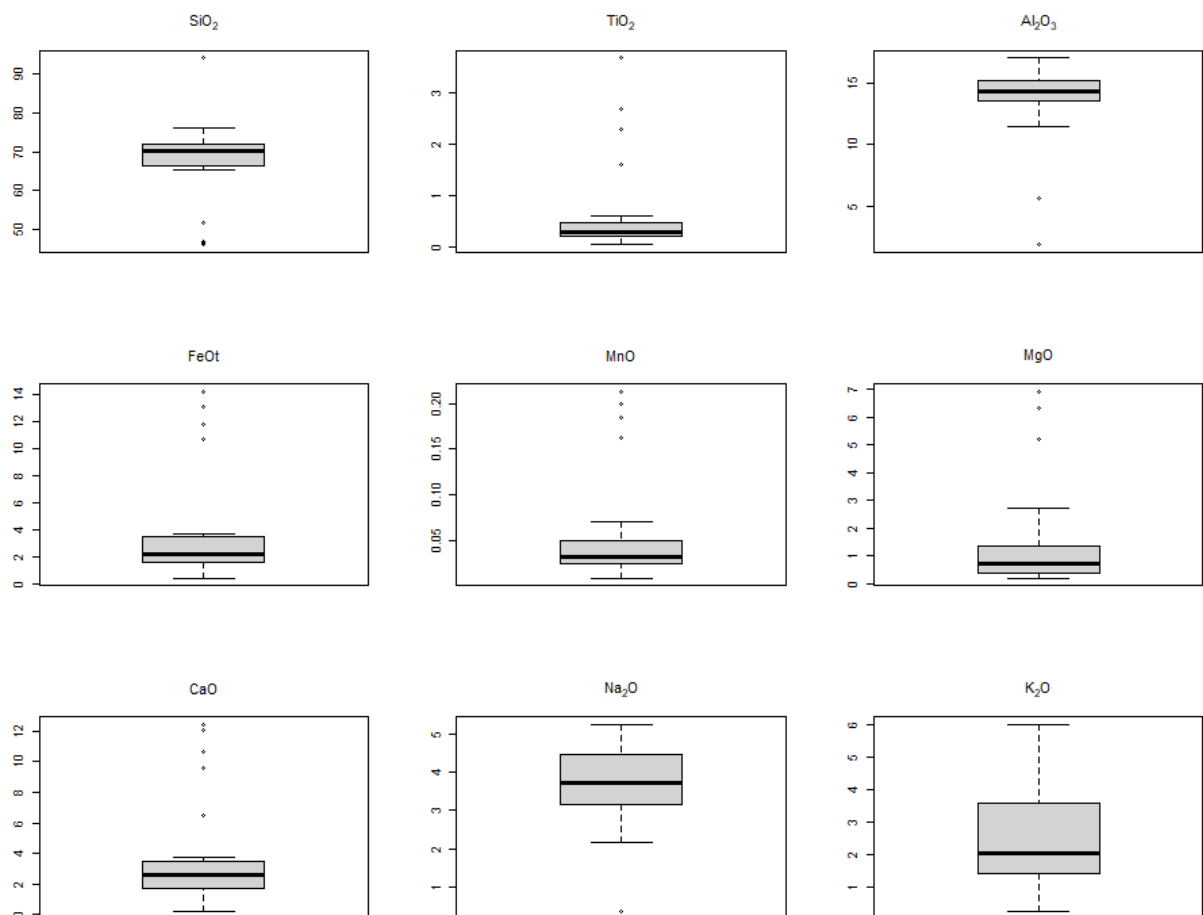 SiO₂ TiO₂ Al₂O₃
50 60 70 80 90
0 1 2 3
5 10 15
FeOt MnO MgO
0 2 4 6 8 10 12 14
0.05 0.10 0.15 0.20
0 1 2 3 4 5 6 7
CaO Na₂O K₂O
0 2 4 6 8 10 12
1 2 3 4 5
1 2 3 4 5 6